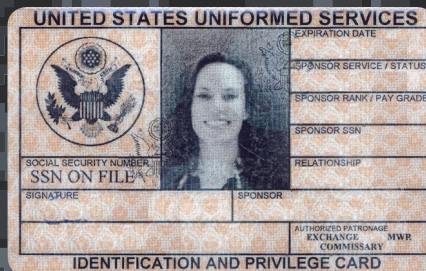 UNITED STATES UNIFORMED SERVICES
EXPIRATION DATE
SPONSOR SERVICE / STATUS
SPONSOR RANK / PAY GRADE
SPONSOR SSN
SOCIAL SECURITY NUMBER
SSN ON FILE
RELATIONSHIP
SIGNATURE
SPONSOR
AUTHORIZED PATRONAGE
EXCHANGE MWR
COMMISSARY
IDENTIFICATION AND PRIVILEGE CARD